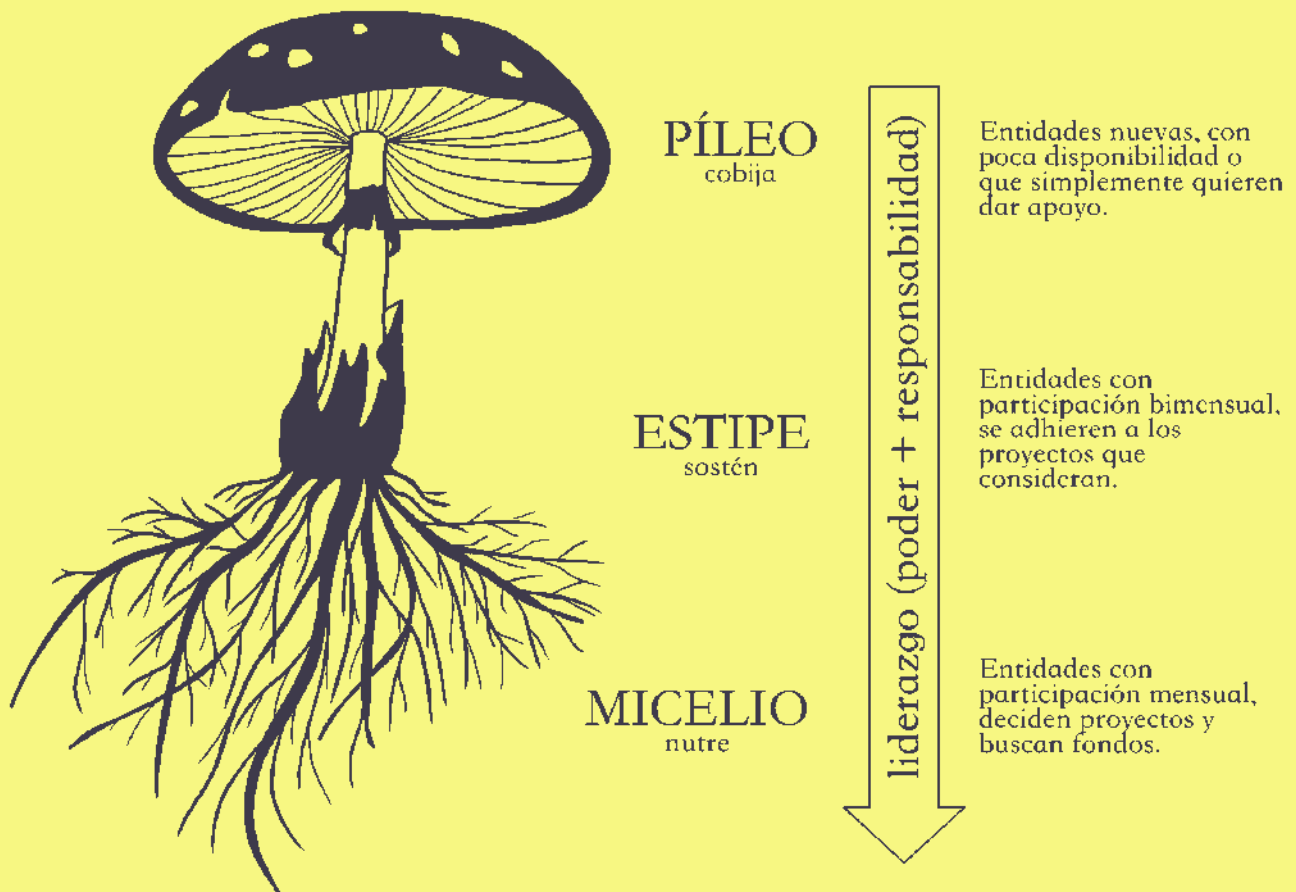 PÍLEO
cobija
Entidades nuevas, con
poca disponibilidad o
que simplemente quieren
dar apoyo.
liderazgo (poder + responsabilidad)
ESTIPE
sostén
Entidades con
participación bimensual,
se adhieren a los
proyectos que
consideran.
MICELIO
nutre
Entidades con
participación mensual,
deciden proyectos y
buscan fondos.